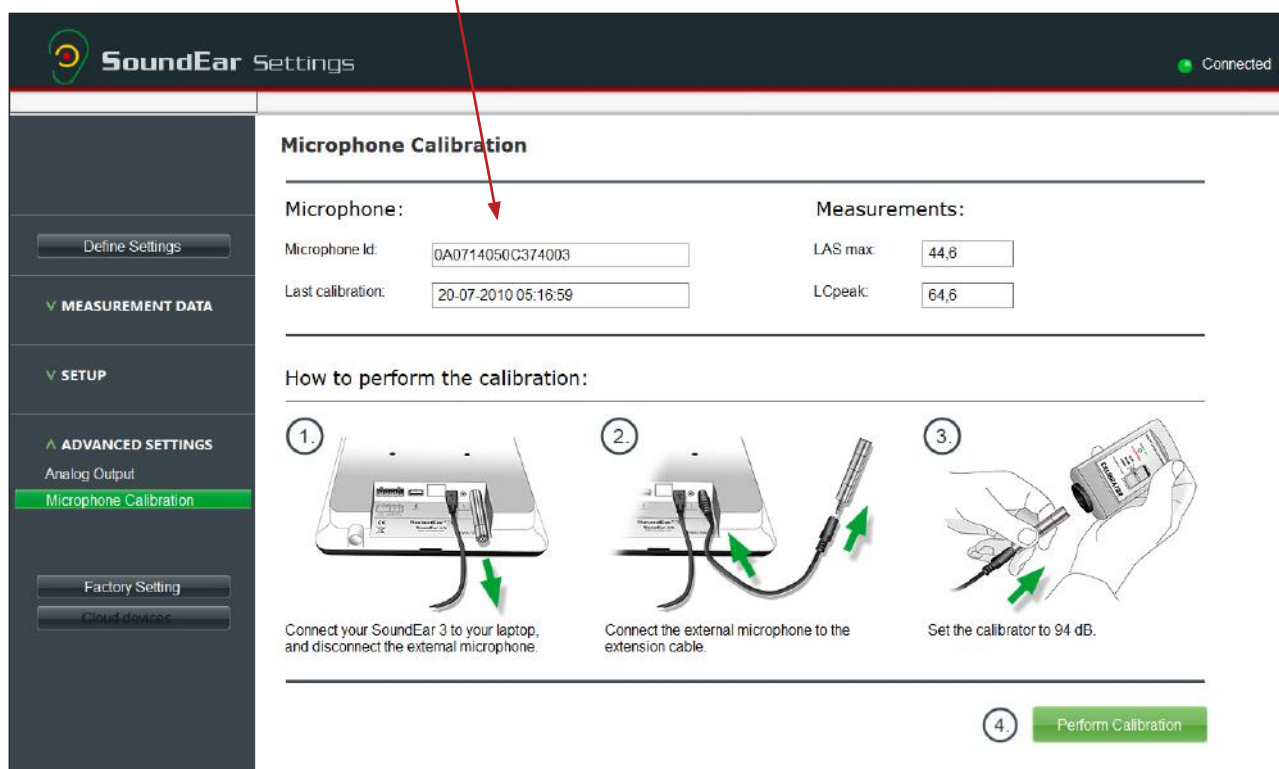 SoundEar Settings
Connected
Microphone Calibration
Microphone:
Measurements:
Define Settings
Microphone Id:
0A0714050C374003
LAS max:
44,6
Last calibration:
20-07-2010 05:16:59
LCpeak:
64,6
MEASUREMENT DATA
SETUP
How to perform the calibration:
ADVANCED SETTINGS
Analog Output
Microphone Calibration
Factory Setting
Cloud devices
1.
2.
3.
CALIBRATOR
Connect your SoundEar 3 to your laptop,
and disconnect the external microphone.
Connect the external microphone to the
extension cable.
Set the calibrator to 94 dB.
4.
Perform Calibration